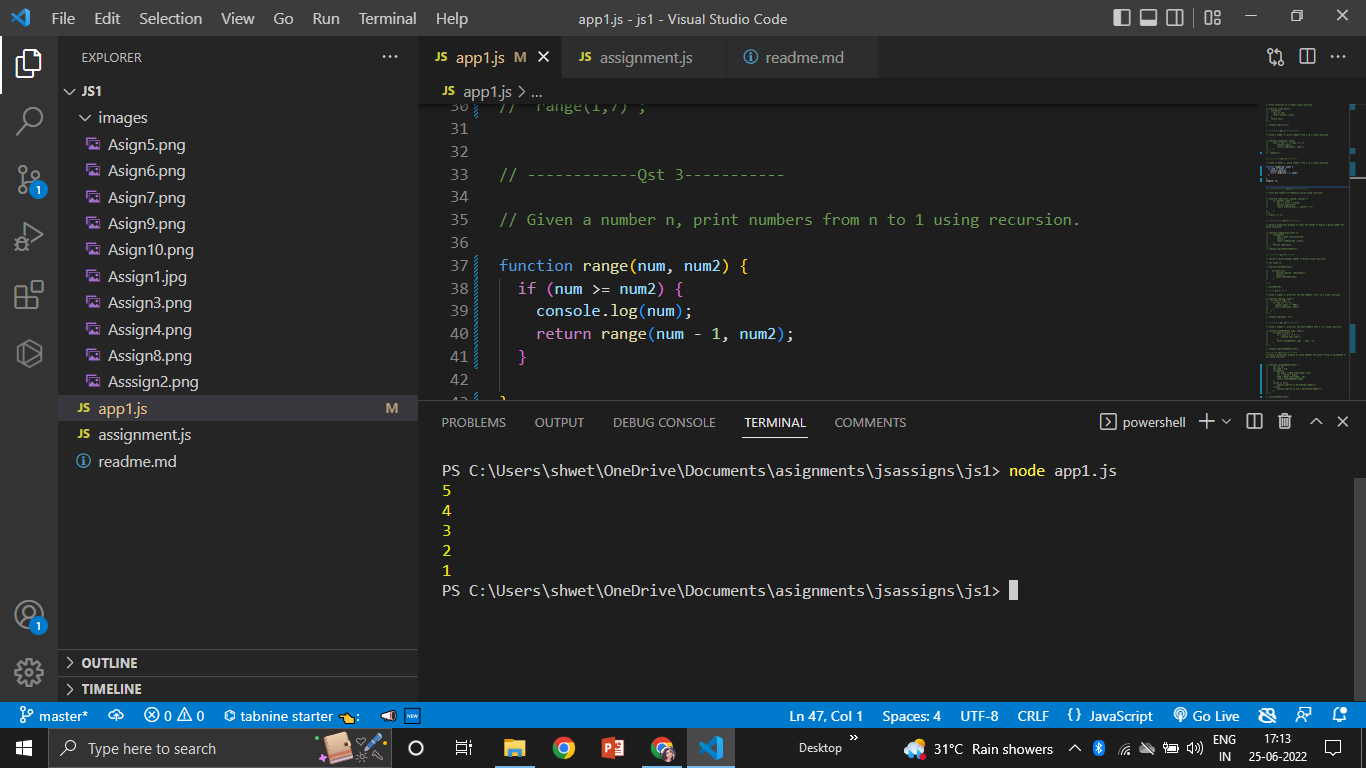 File Edit Selection View Go Run Terminal Help
app1.js - js1 - Visual Studio Code
EXPLORER
JS1
images
Asign5.png
Asign6.png
Asign7.png
Asign9.png
Asign10.png
Assign1.jpg
Assign3.png
Assign4.png
Assign8.png
Asssign2.png
JS app1.js M
JS assignment.js
readme.md
OUTLINE
TIMELINE
1
1
JS app1.js M
JS assignment.js
readme.md
JS app1.js > ...
30 // range(1,7) ;
31
32
33 // ------------Qst 3-----------
34
35 // Given a number n, print numbers from n to 1 using recursion.
36
37 function range(num, num2) {
38 if (num >= num2) {
39 console.log(num);
40 return range(num - 1, num2);
41 }
42
43 }
PROBLEMS OUTPUT DEBUG CONSOLE TERMINAL COMMENTS
powershell
PS C:\Users\shwet\OneDrive\Documents\asignments\jsassigns\js1> node app1.js
5
4
3
2
1
PS C:\Users\shwet\OneDrive\Documents\asignments\jsassigns\js1>
master* 0 0 tabnine starter : NEW
Ln 47, Col 1 Spaces: 4 UTF-8 CRLF {} JavaScript Go Live
Type here to search
Desktop »
31°C Rain showers
ENG
IN
17:13
25-06-2022